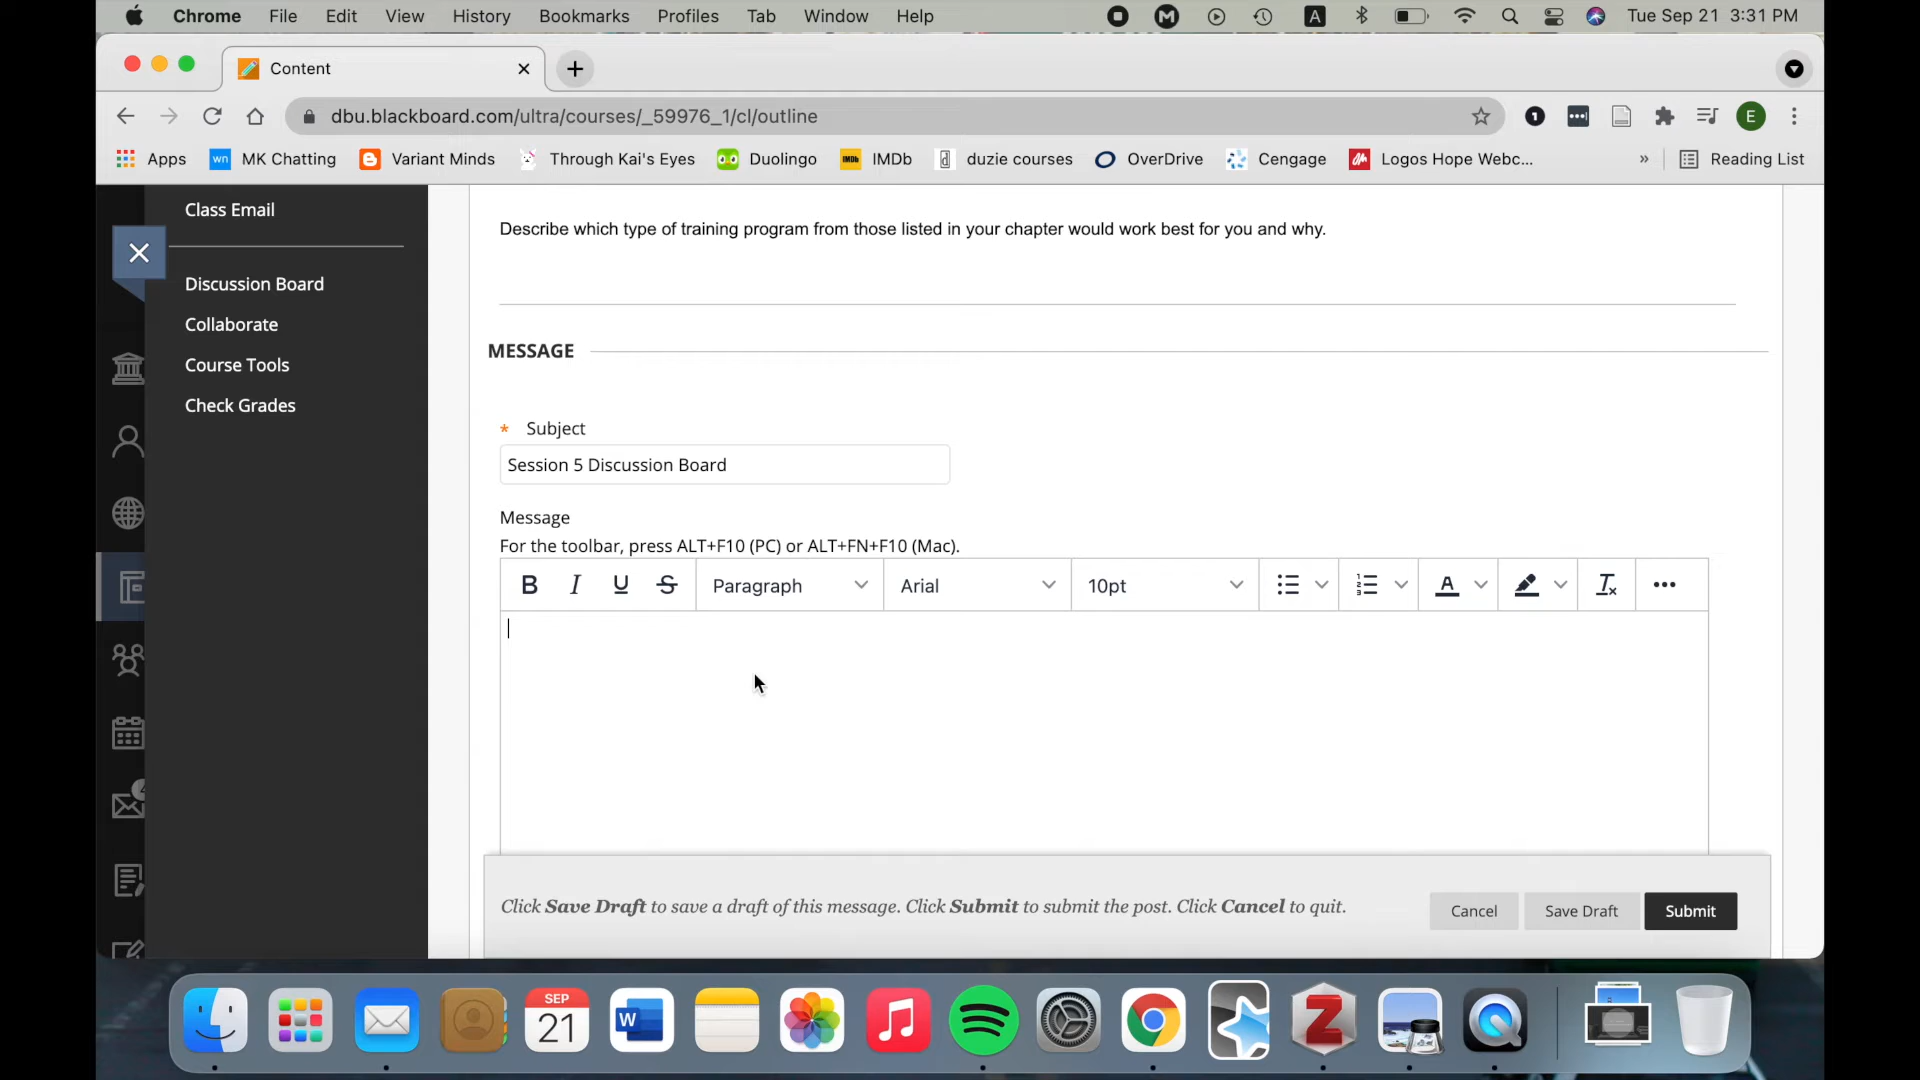 Chrome File Edit View History Bookmarks Profiles Tab Window Help A Tue Sep 21 3:31 PM
Content
dbu.blackboard.com/ultra/courses/_59976_1/cl/outline E
Apps wn MK Chatting Variant Minds Through Kai's Eyes Duolingo IMDb IMDb d duzie courses OverDrive Cengage Logos Hope Webc... » Reading List
Class Email
Discussion Board
Collaborate
Course Tools
Check Grades
Describe which type of training program from those listed in your chapter would work best for you and why.
MESSAGE
* Subject
Session 5 Discussion Board
Message
For the toolbar, press ALT+F10 (PC) or ALT+FN+F10 (Mac).
B I U S Paragraph Arial 10pt A
Click Save Draft to save a draft of this message. Click Submit to submit the post. Click Cancel to quit.
Cancel Save Draft Submit
SEP
21
W